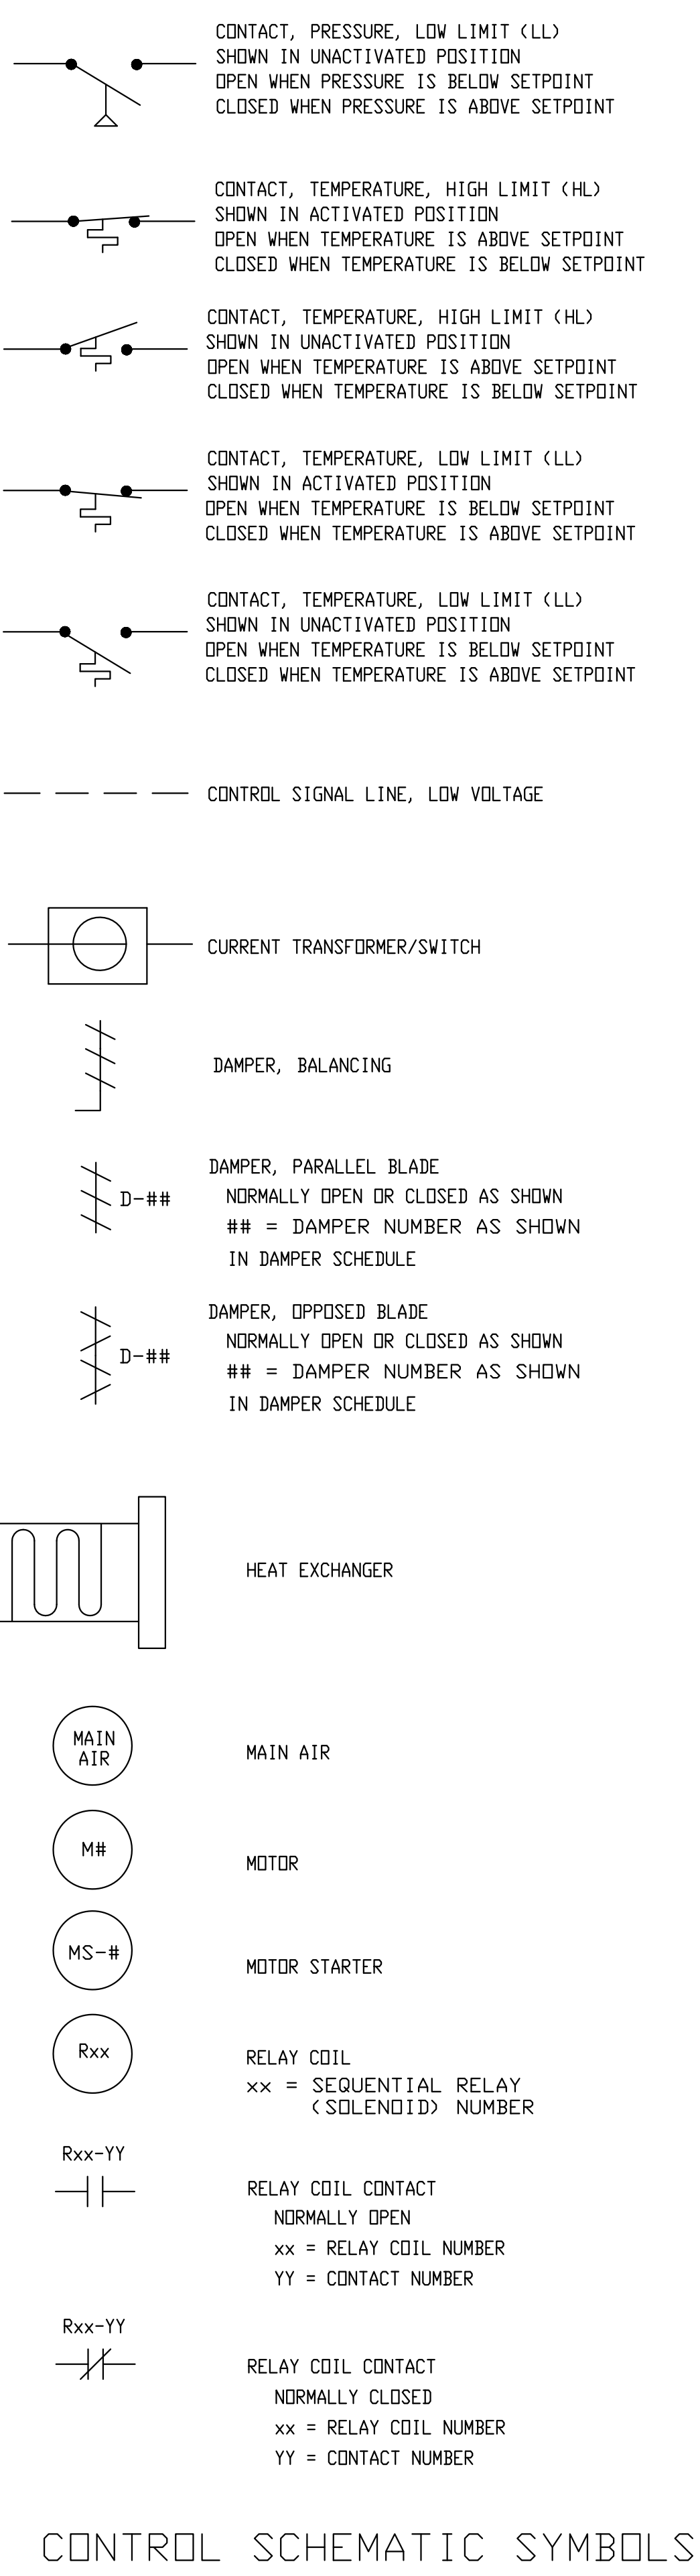 CONTACT, PRESSURE, LOW LIMIT (LL)
SHOWN IN UNACTIVATED POSITION
OPEN WHEN PRESSURE IS BELOW SETPOINT
CLOSED WHEN PRESSURE IS ABOVE SETPOINT
CONTACT, TEMPERATURE, HIGH LIMIT (HL)
SHOWN IN ACTIVATED POSITION
OPEN WHEN TEMPERATURE IS ABOVE SETPOINT
CLOSED WHEN TEMPERATURE IS BELOW SETPOINT
CONTACT, TEMPERATURE, HIGH LIMIT (HL)
SHOWN IN UNACTIVATED POSITION
OPEN WHEN TEMPERATURE IS ABOVE SETPOINT
CLOSED WHEN TEMPERATURE IS BELOW SETPOINT
CONTACT, TEMPERATURE, LOW LIMIT (LL)
SHOWN IN ACTIVATED POSITION
OPEN WHEN TEMPERATURE IS BELOW SETPOINT
CLOSED WHEN TEMPERATURE IS ABOVE SETPOINT
CONTACT, TEMPERATURE, LOW LIMIT (LL)
SHOWN IN UNACTIVATED POSITION
OPEN WHEN TEMPERATURE IS BELOW SETPOINT
CLOSED WHEN TEMPERATURE IS ABOVE SETPOINT
CONTROL SIGNAL LINE, LOW VOLTAGE
CURRENT TRANSFORMER/SWITCH
DAMPER, BALANCING
DAMPER, PARALLEL BLADE
D-##
NORMALLY OPEN OR CLOSED AS SHOWN
## = DAMPER NUMBER AS SHOWN
IN DAMPER SCHEDULE
DAMPER, OPPOSED BLADE
NORMALLY OPEN OR CLOSED AS SHOWN
D-##
## = DAMPER NUMBER AS SHOWN
IN DAMPER SCHEDULE
HEAT EXCHANGER
MAIN
AIR
MAIN AIR
M#
MOTOR
MS-#
MOTOR STARTER
Rxx
RELAY COIL
xx = SEQUENTIAL RELAY
(SOLENOID) NUMBER
Rxx-YY
RELAY COIL CONTACT
NORMALLY OPEN
xx = RELAY COIL NUMBER
YY = CONTACT NUMBER
Rxx-YY
RELAY COIL CONTACT
NORMALLY CLOSED
xx = RELAY COIL NUMBER
YY = CONTACT NUMBER
CONTROL SCHEMATIC SYMBOLS